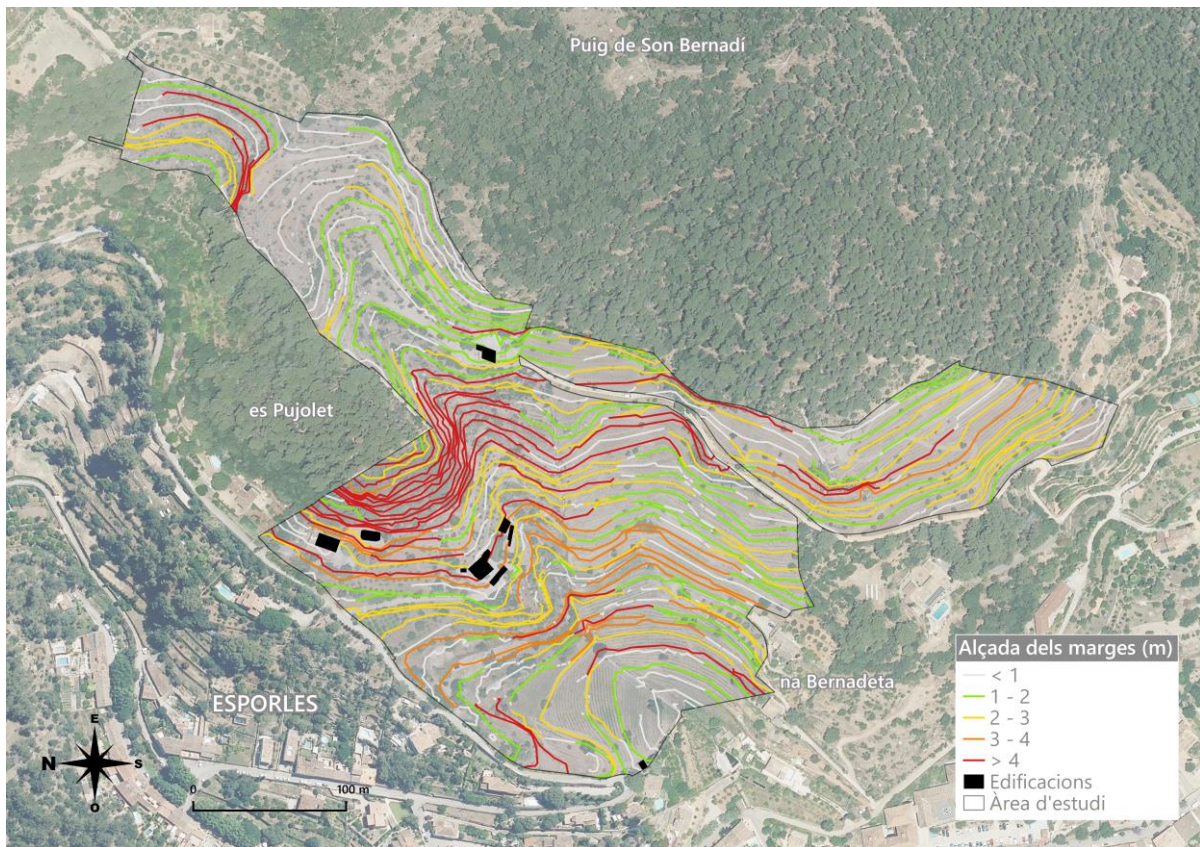 Puig de Son Bernadí
es Pujolet
na Bernadeta
ESPORLES
E
N
S
O
0
100 m
Alçada dels marges (m)
< 1
1 - 2
2 - 3
3 - 4
> 4
Edificacions
Àrea d'estudi